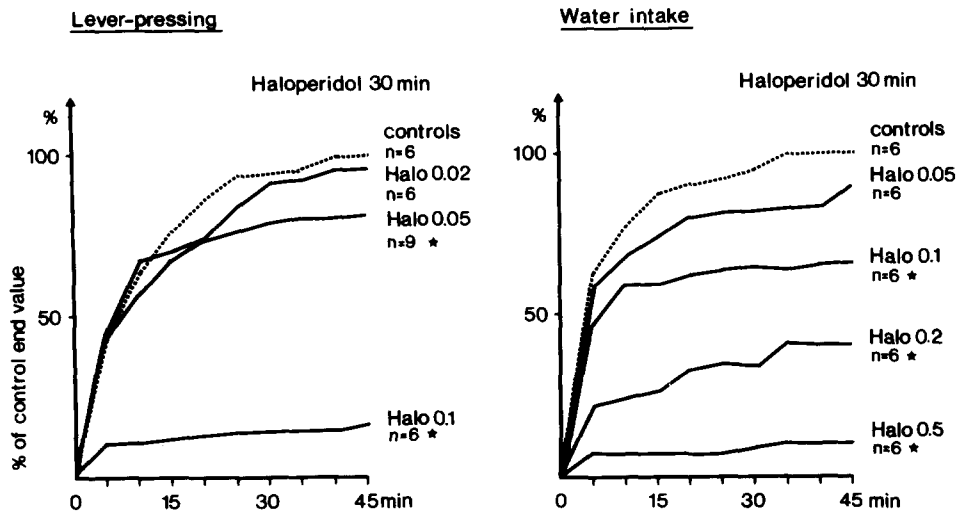 Lever-pressing
Haloperidol 30 min
%
100
50
% of control end value
controls
n=6
Halo 0.02
n=6
Halo 0.05
n=9 ★
Halo 0.1
n=6 ★
0 15 30 45 min
Water intake
Haloperidol 30 min
%
100
50
controls
n=6
Halo 0.05
n=6
Halo 0.1
n=6 ★
Halo 0.2
n=6 ★
Halo 0.5
n=6 ★
0 15 30 45 min